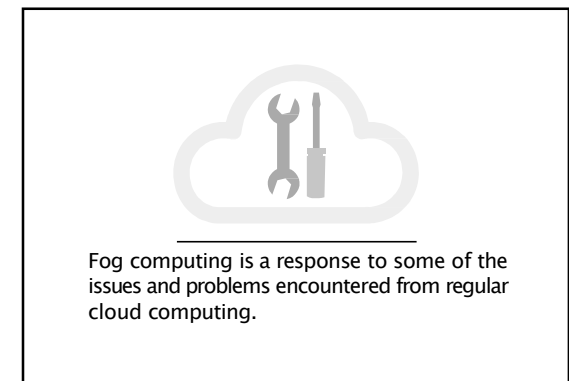 Fog computing is a response to some of the
issues and problems encountered from regular
cloud computing.